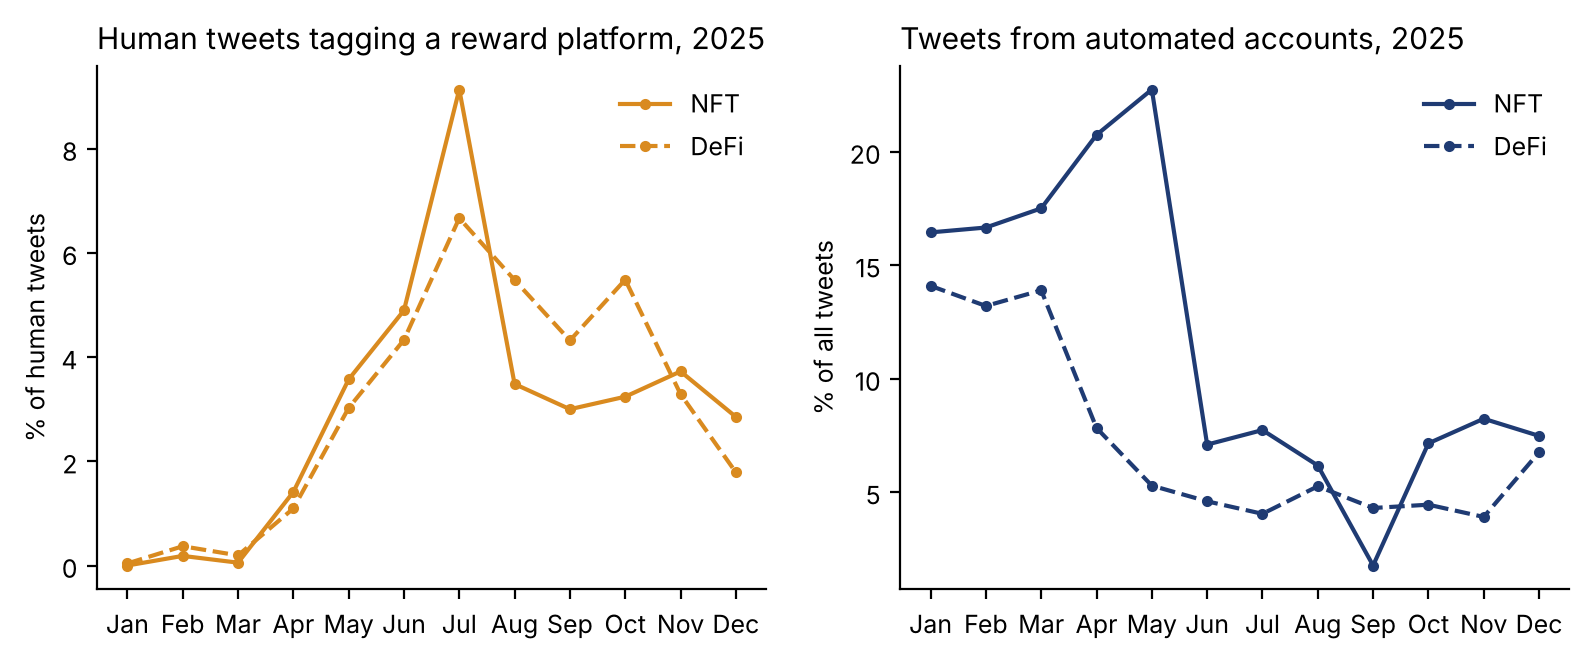 Human tweets tagging a reward platform, 2025
NFT
DeFi
8
6
4
2
0
% of human tweets
Jan Feb Mar Apr May Jun Jul Aug Sep Oct Nov Dec
Tweets from automated accounts, 2025
NFT
DeFi
20
15
10
5
% of all tweets
Jan Feb Mar Apr May Jun Jul Aug Sep Oct Nov Dec